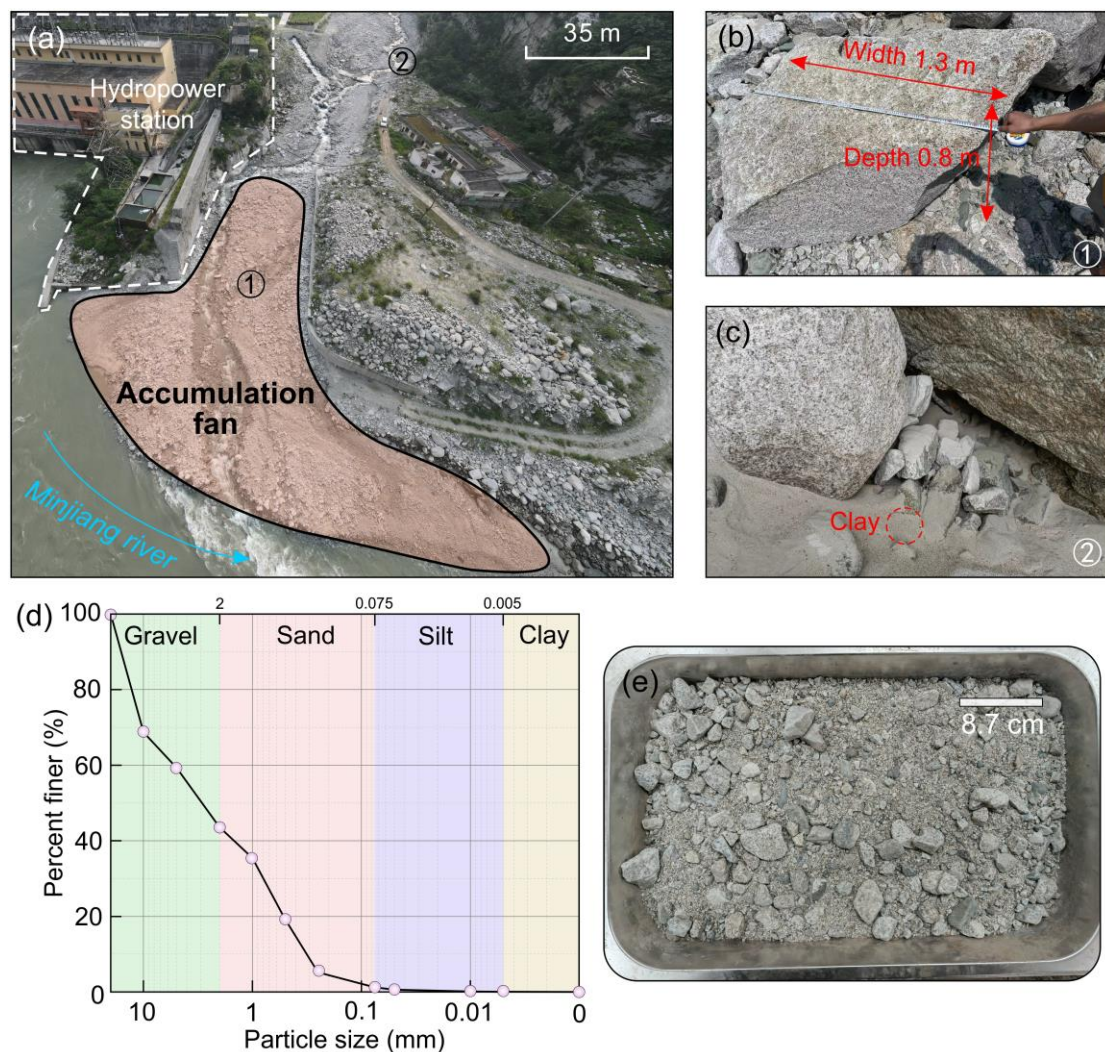 (a)
②
35 m
Hydropower
station
①
Accumulation
fan
Minjiang river
(b)
Width 1.3 m
Depth 0.8 m
①
(c)
Clay
②
(d)
2
0.075
0.005
Gravel
Sand
Silt
Clay
100
80
60
40
20
0
Percent finer (%)
10
1
0.1
0.01
0
Particle size (mm)
(e)
8.7 cm